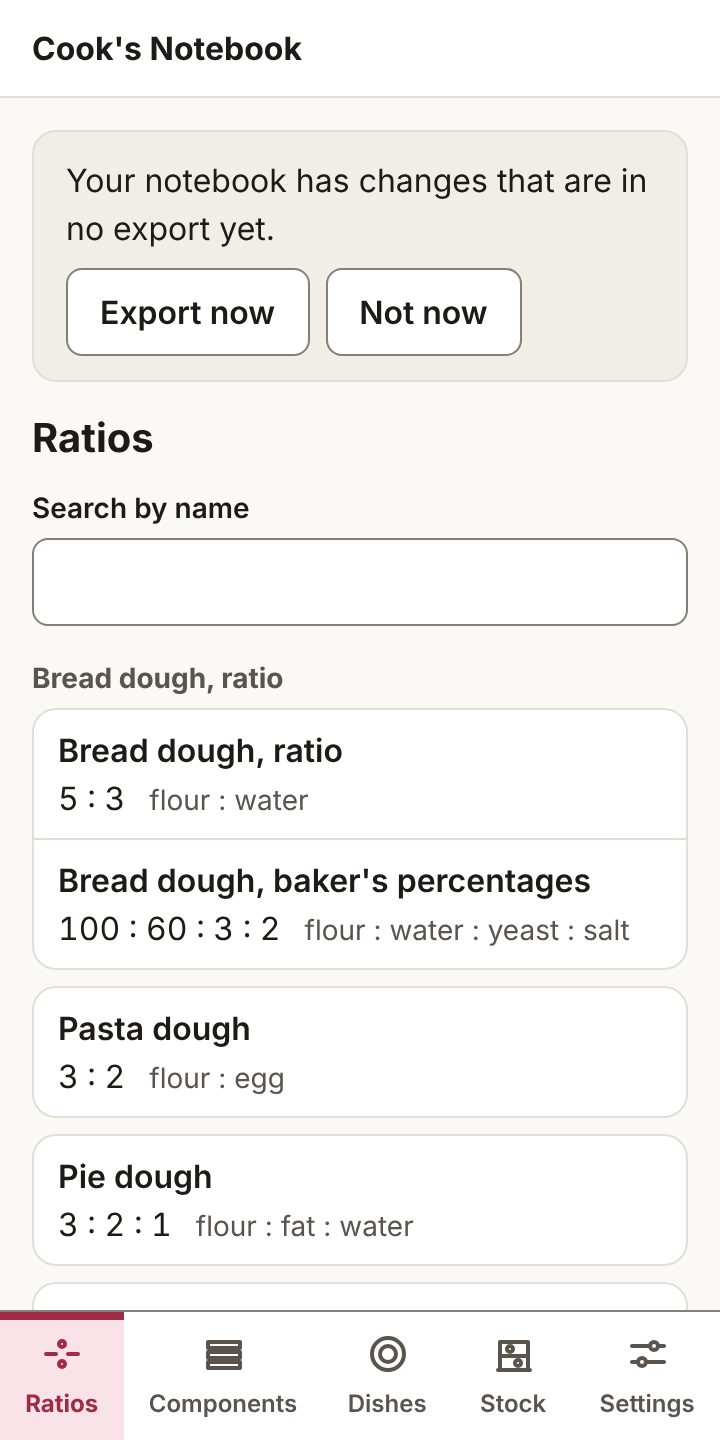 Cook's Notebook
Your notebook has changes that are in
no export yet.
Export now
Not now
Ratios
Search by name
Bread dough, ratio
Bread dough, ratio
5 : 3 flour : water
Bread dough, baker's percentages
100 : 60 : 3 : 2 flour : water : yeast : salt
Pasta dough
3 : 2 flour : egg
Pie dough
3 : 2 : 1 flour : fat : water
Ratios
Components
Dishes
Stock
Settings